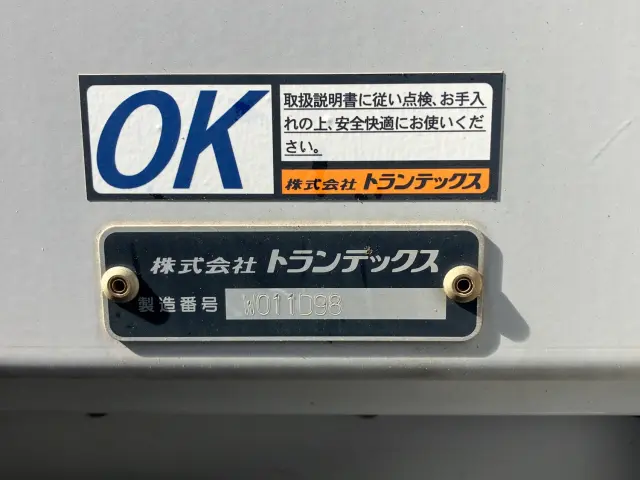 OK
取扱説明書に従い点検、お手入
れの上、安全快適にお使いくだ
さい。
株式会社 トランテックス
株式会社 トランテックス
製造番号 W011D98